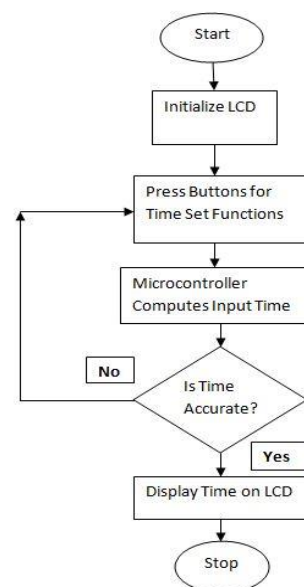 Start
Initialize LCD
Press Buttons for
Time Set Functions
Microcontroller
Computes Input Time
No
Is Time
Accurate?
Yes
Display Time on LCD
Stop